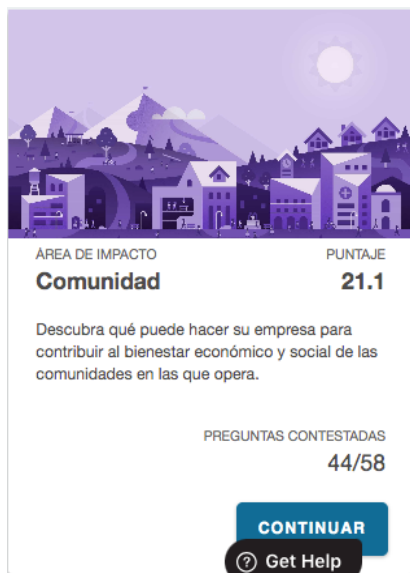 ÁREA DE IMPACTO PUNTAJE
Comunidad 21.1
Descubra qué puede hacer su empresa para
contribuir al bienestar económico y social de las
comunidades en las que opera.
PREGUNTAS CONTESTADAS
44/58
CONTINUAR
? Get Help